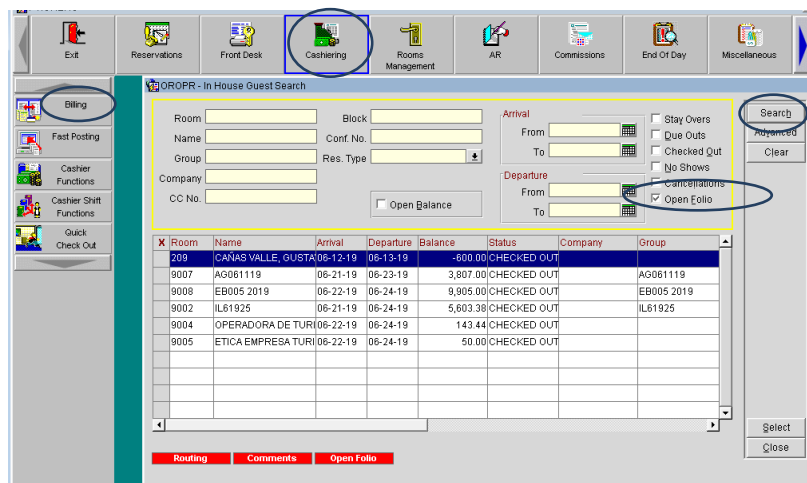 Exit
Reservations
Front Desk
Cashiering
Rooms
Management
AR
Commissions
End Of Day
Miscellaneous
Billing
Fast Posting
Cashier
Functions
Cashier Shift
Functions
Quick
Check Out
OROPR - In House Guest Search
Room
Name
Group
Company
CC No.
Block
Conf. No.
Res. Type
Open Balance
Arrival
From
To
Departure
From
To
Stay Overs
Due Outs
Checked Out
No Shows
Cancellations
Open Folio
Search
Advanced
Clear
X Room Name Arrival Departure Balance Status Company Group
209 CAÑAS VALLE, GUSTA 06-12-19 06-13-19 -600.00 CHECKED OUT
9007 AG061119 06-21-19 06-23-19 3,807.00 CHECKED OUT AG061119
9008 EB005 2019 06-22-19 06-24-19 9,905.00 CHECKED OUT EB005 2019
9002 IL61925 06-21-19 06-24-19 5,603.38 CHECKED OUT IL61925
9004 OPERADORA DE TURI 06-22-19 06-24-19 143.44 CHECKED OUT
9005 ETICA EMPRESA TURI 06-22-19 06-24-19 50.00 CHECKED OUT
Select
Close
Routing Comments Open Folio